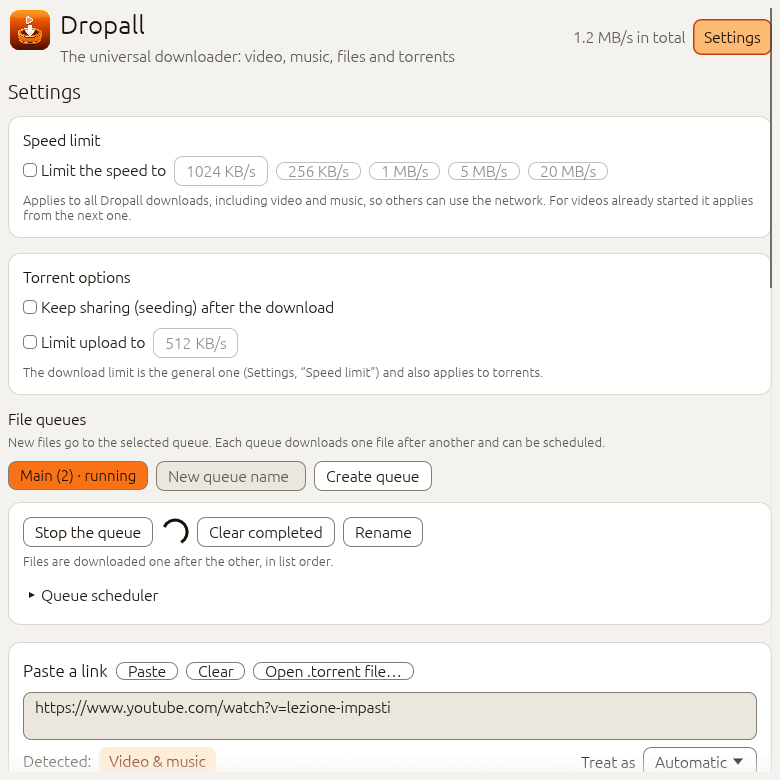 Dropall
The universal downloader: video, music, files and torrents
1.2 MB/s in total
Settings
Settings
Speed limit
Limit the speed to 1024 KB/s 256 KB/s 1 MB/s 5 MB/s 20 MB/s
Applies to all Dropall downloads, including video and music, so others can use the network. For videos already started it applies
from the next one.
Torrent options
Keep sharing (seeding) after the download
Limit upload to 512 KB/s
The download limit is the general one (Settings, “Speed limit”) and also applies to torrents.
File queues
New files go to the selected queue. Each queue downloads one file after another and can be scheduled.
Main (2) · running New queue name Create queue
Stop the queue Clear completed Rename
Files are downloaded one after the other, in list order.
‣ Queue scheduler
Paste a link Paste Clear Open .torrent file…
https://www.youtube.com/watch?v=lezione-impasti
Detected: Video & music Treat as Automatic